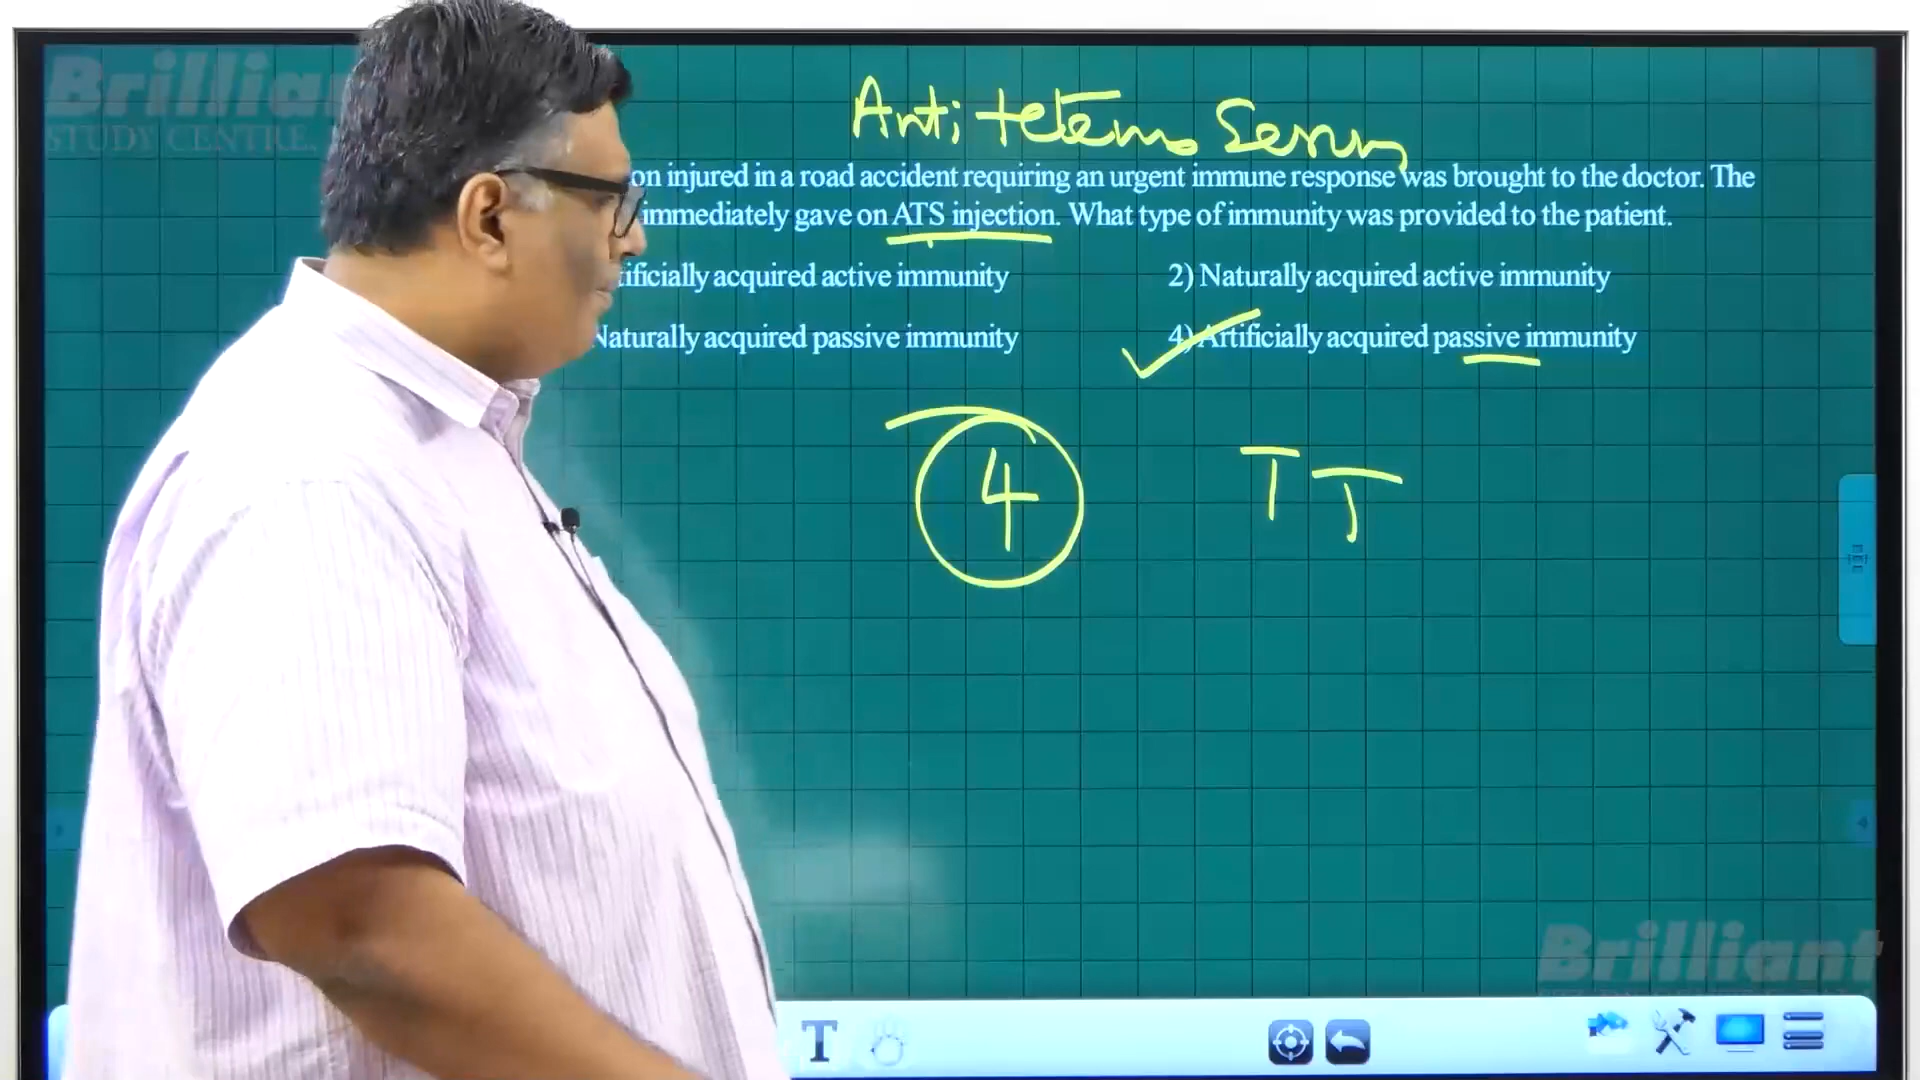 Brillia
STUDY CENTRE,
Anti tetanus Serum
on injured in a road accident requiring an urgent immune response was brought to the doctor. The
immediately gave on ATS injection. What type of immunity was provided to the patient.
tificially acquired active immunity
2) Naturally acquired active immunity
Naturally acquired passive immunity
4) Artificially acquired passive immunity
4
TT
Brilliant
T